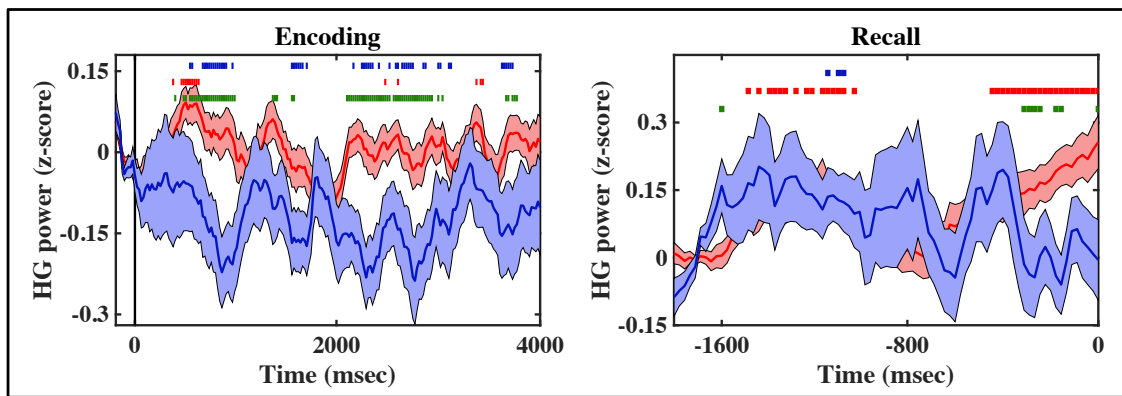 Encoding
HG power (z-score)
0.15
0
-0.15
-0.3
0
2000
4000
Time (msec)
Recall
HG power (z-score)
0.3
0.15
0
-0.15
-1600
-800
0
Time (msec)